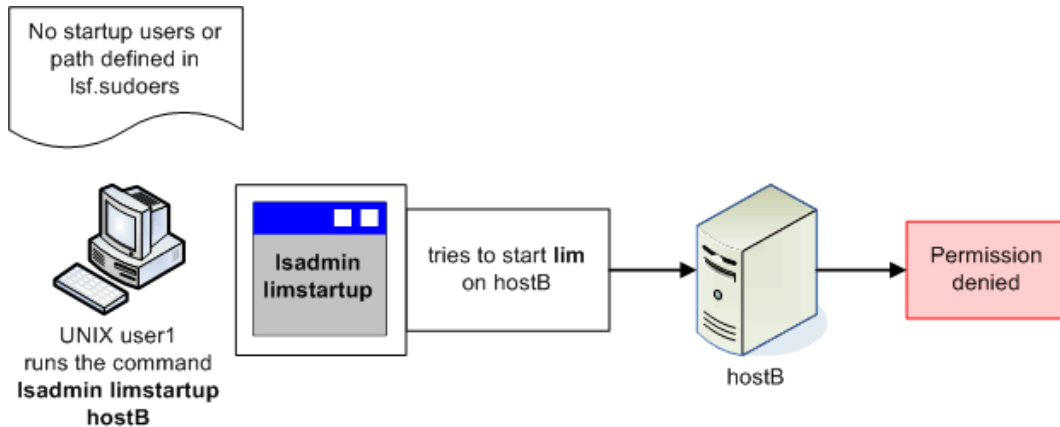 No startup users or
path defined in
lsf.sudoers
UNIX user1
runs the command
lsadmin limstartup
hostB
lsadmin
limstartup
tries to start lim
on hostB
hostB
Permission
denied